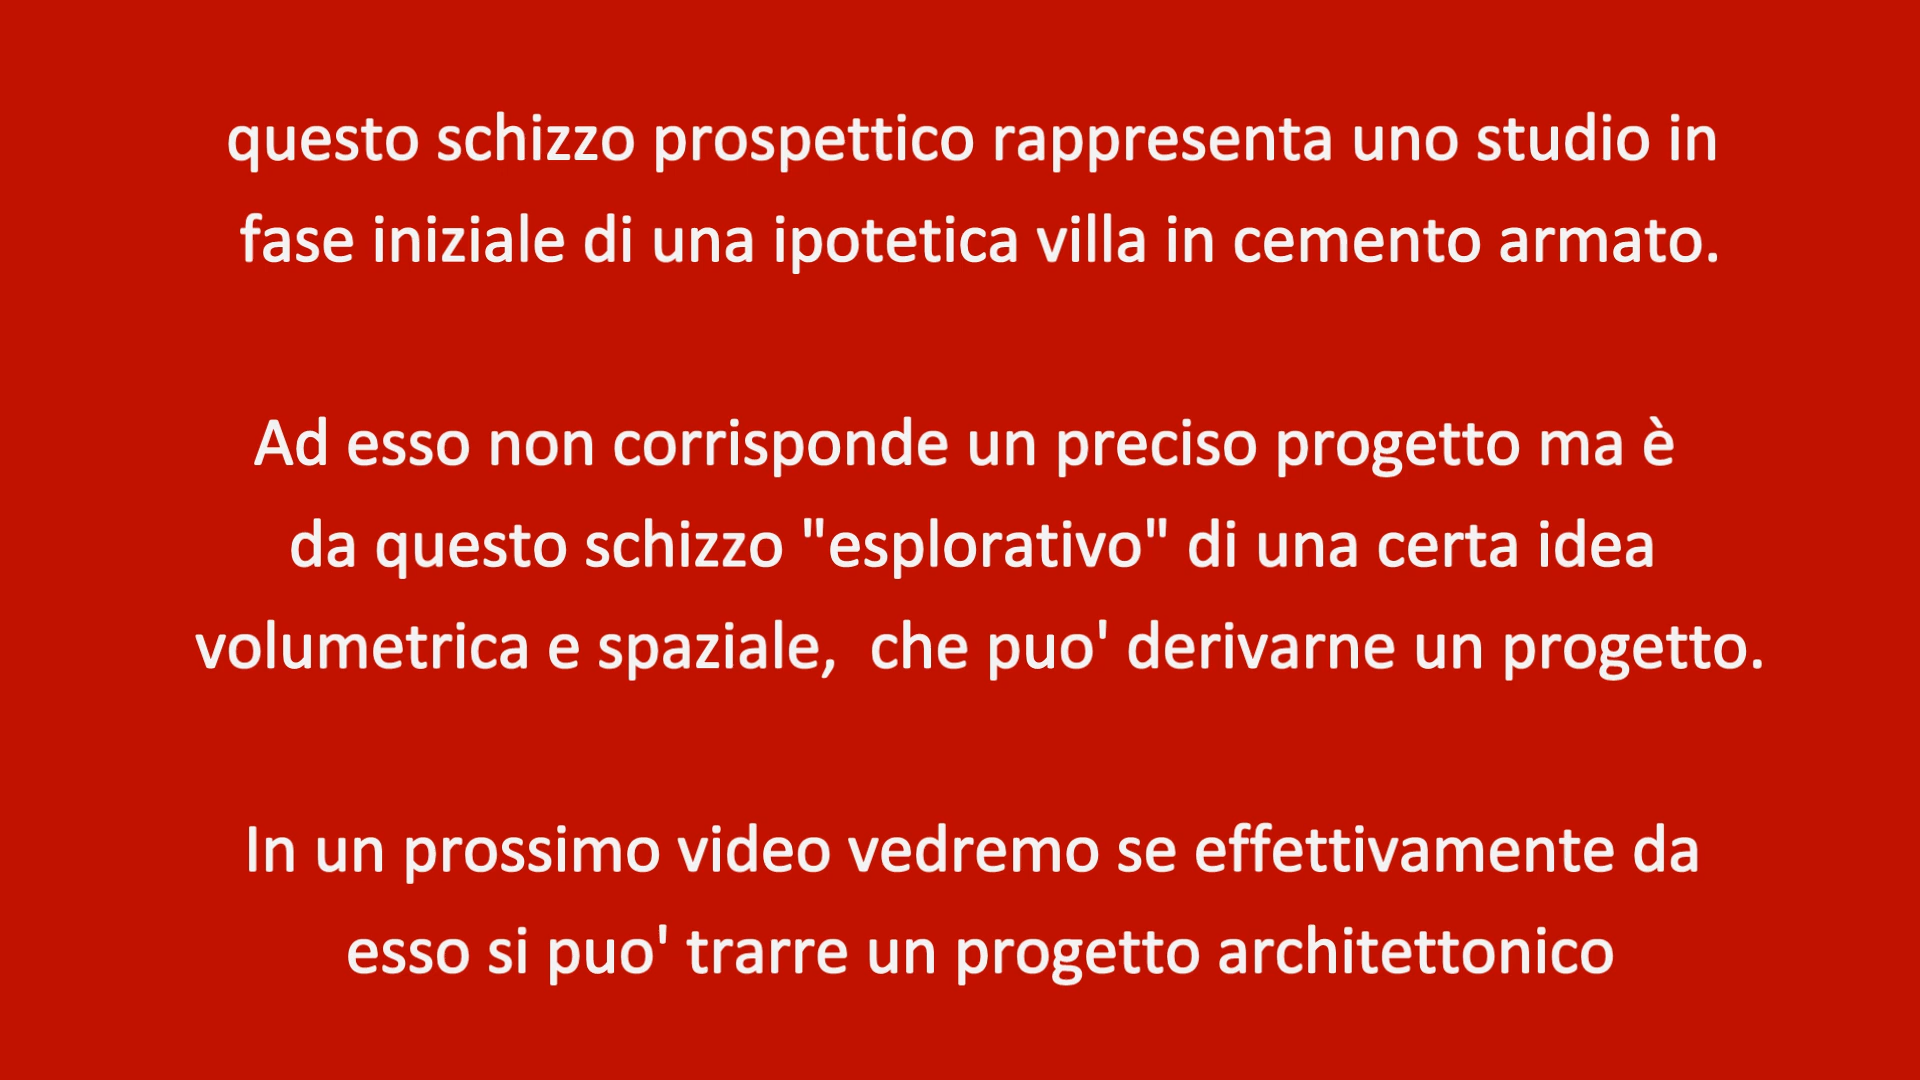 questo schizzo prospettico rappresenta uno studio in
fase iniziale di una ipotetica villa in cemento armato.
Ad esso non corrisponde un preciso progetto ma è
da questo schizzo "esplorativo" di una certa idea
volumetrica e spaziale,  che puo' derivarne un progetto.
In un prossimo video vedremo se effettivamente da
esso si puo' trarre un progetto architettonico